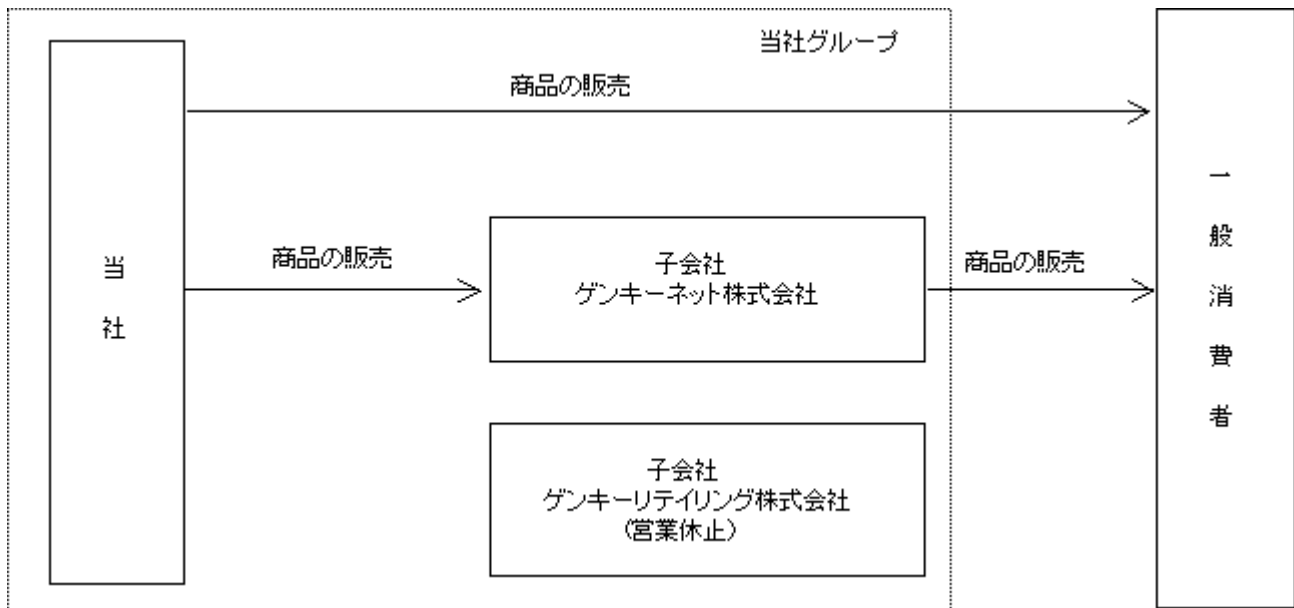 当社グループ
商品の販売
当社
商品の販売
子会社
ゲンキーネット株式会社
商品の販売
一般消費者
子会社
ゲンキーリテイリング株式会社
（営業休止）